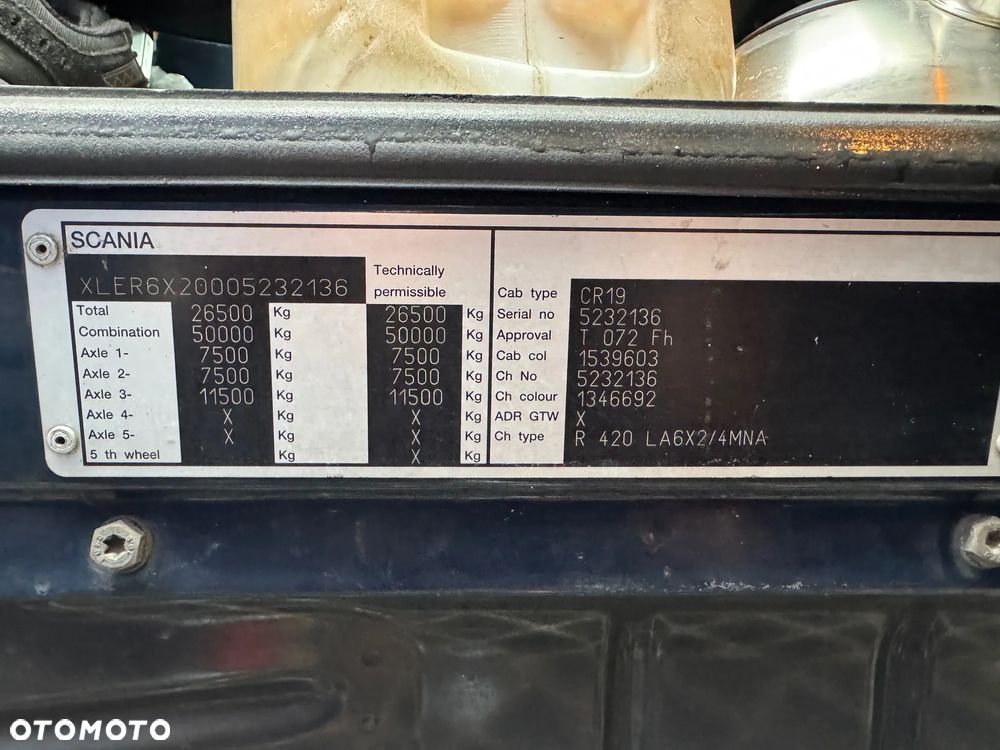 SCANIA
XLER6X20005232136
Technically
permissible
Total 26500 Kg 26500 Kg
Combination 50000 Kg 50000 Kg
Axle 1- 7500 Kg 7500 Kg
Axle 2- 7500 Kg 7500 Kg
Axle 3- 11500 Kg 11500 Kg
Axle 4- X Kg X Kg
Axle 5- X Kg X Kg
5 th wheel Kg X Kg
Cab type CR19
Serial no 5232136
Approval T 072 Fh
Cab col 1539603
Ch No 5232136
Ch colour 1346692
ADR GTW X
Ch type R 420 LA6X2/4MNA
OTOMOTO